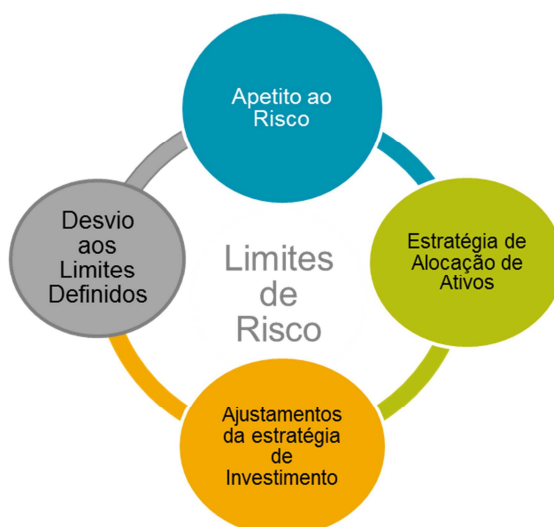 Apetito ao
Risco
Estratégia de
Alocação de
Ativos
Ajustamentos
da estratégia
de
Investimento
Desvio
aos
Limites
Definidos
Limites
de
Risco